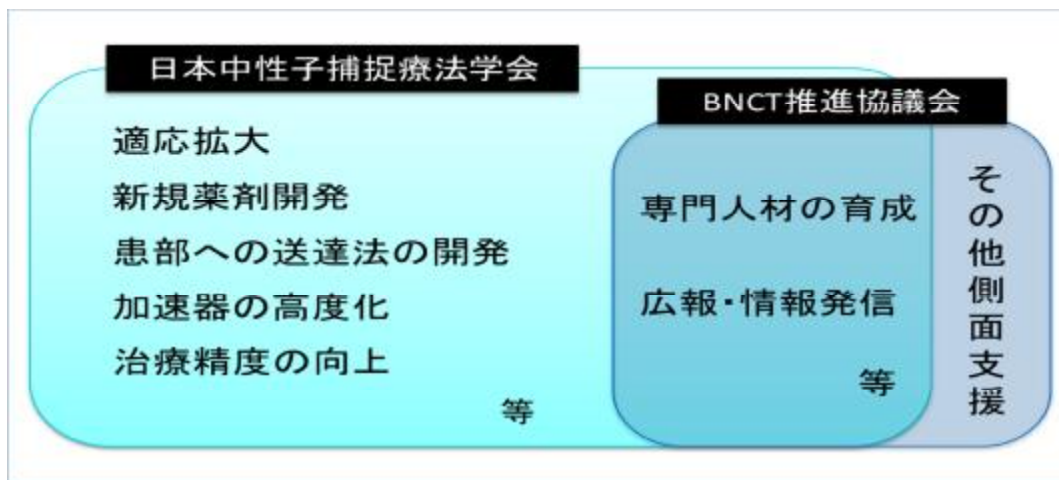 日本中性子捕捉療法学会
適応拡大
新規薬剤開発
患部への送達法の開発
加速器の高度化
治療精度の向上
等
BNCT推進協議会
専門人材の育成
広報・情報発信
等
その他側面支援